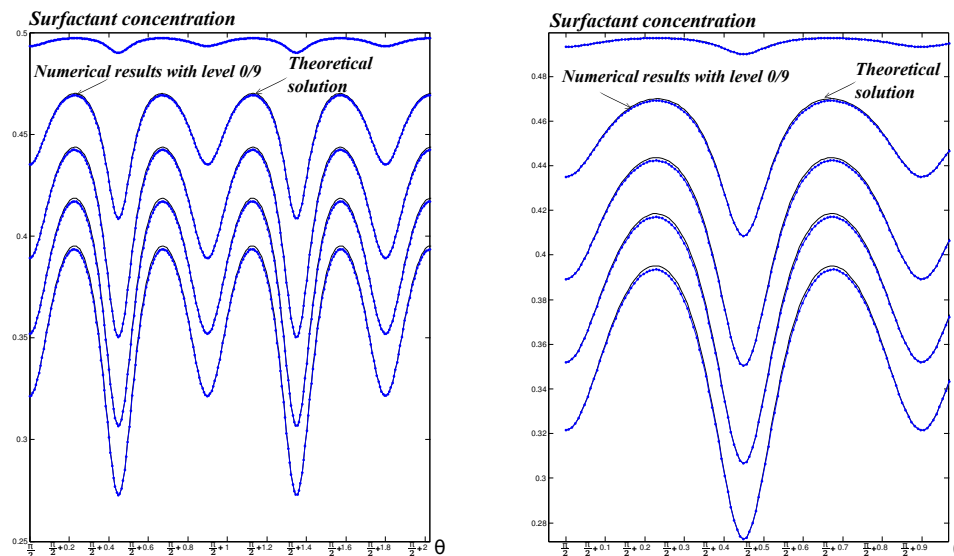 Surfactant concentration
0.5
Numerical results with level 0/9
Theoretical
solution
0.45
0.4
0.35
0.3
0.25
π/2 π/2+0.2 π/2+0.4 π/2+0.6 π/2+0.8 π/2+1 π/2+1.2 π/2+1.4 π/2+1.6 π/2+1.8 π/2+2 θ
Surfactant concentration
0.48
Numerical results with level 0/9
Theoretical
solution
0.46
0.44
0.42
0.4
0.38
0.36
0.34
0.32
0.3
0.28
π/2 π/2+0.1 π/2+0.2 π/2+0.3 π/2+0.4 π/2+0.5 π/2+0.6 π/2+0.7 π/2+0.8 π/2+0.9